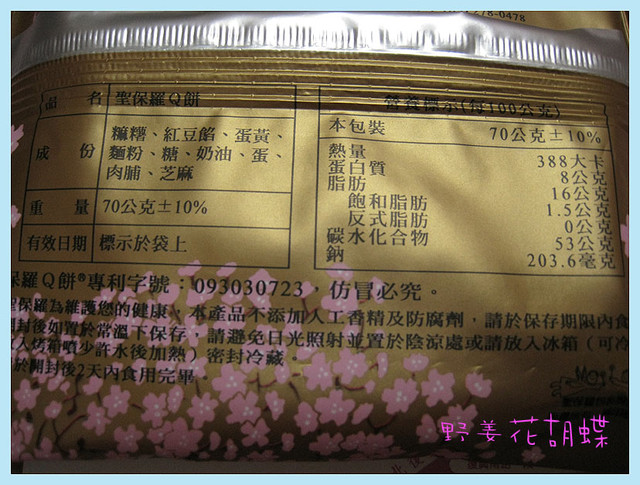 278-0478
品 名 聖保羅Q餅
成 份 麻糬、紅豆餡、蛋黃、
麵粉、糖、奶油、蛋、
肉脯、芝麻
重 量 70公克±10%
有效日期 標示於袋上
營養標示(每100公克)
本包裝 70公克±10%
熱量 388大卡
蛋白質 8公克
脂肪 16公克
飽和脂肪 1.5公克
反式脂肪 0公克
碳水化合物 53公克
鈉 203.6毫克
保羅Q餅®專利字號：093030723，仿冒必究。
保羅為維護您的健康，本產品不添加人工香精及防腐劑，請於保存期限內食
封後如置於常溫下保存，請避免日光照射並置於陰涼處或請放入冰箱（可冷
入烤箱噴少許水後加熱）密封冷藏
於開封後2天內食用完畢
野姜花胡蝶